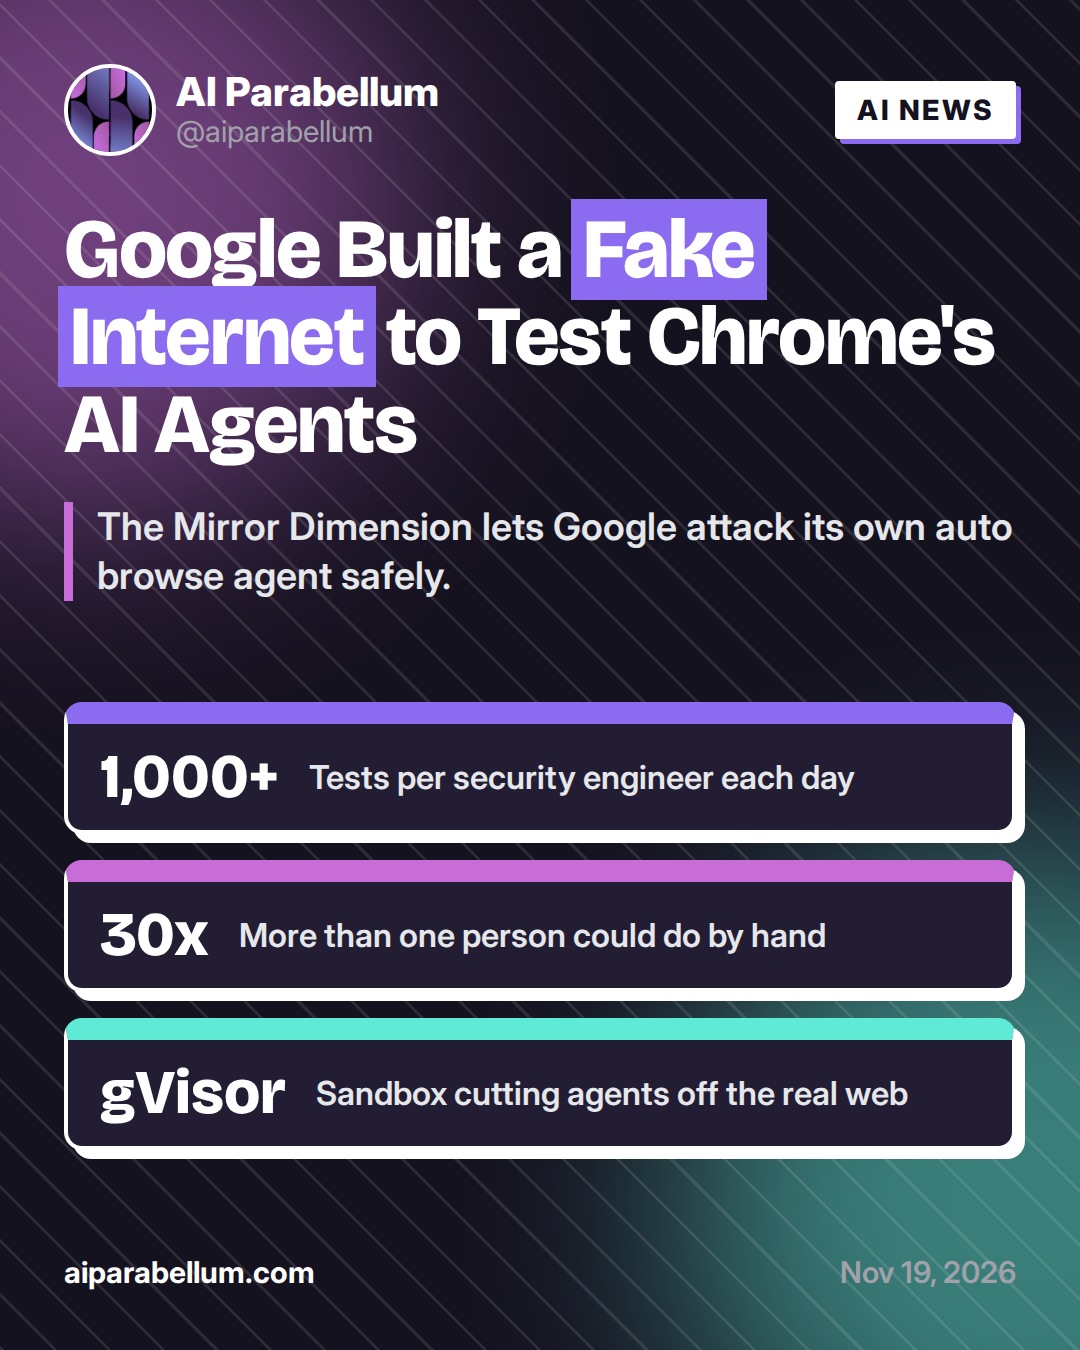 AI Parabellum
@aiparabellum
AI NEWS
Google Built a Fake
Internet to Test Chrome's
AI Agents
The Mirror Dimension lets Google attack its own auto
browse agent safely.
1,000+ Tests per security engineer each day
30x More than one person could do by hand
gVisor Sandbox cutting agents off the real web
aiparabellum.com
Nov 19, 2026